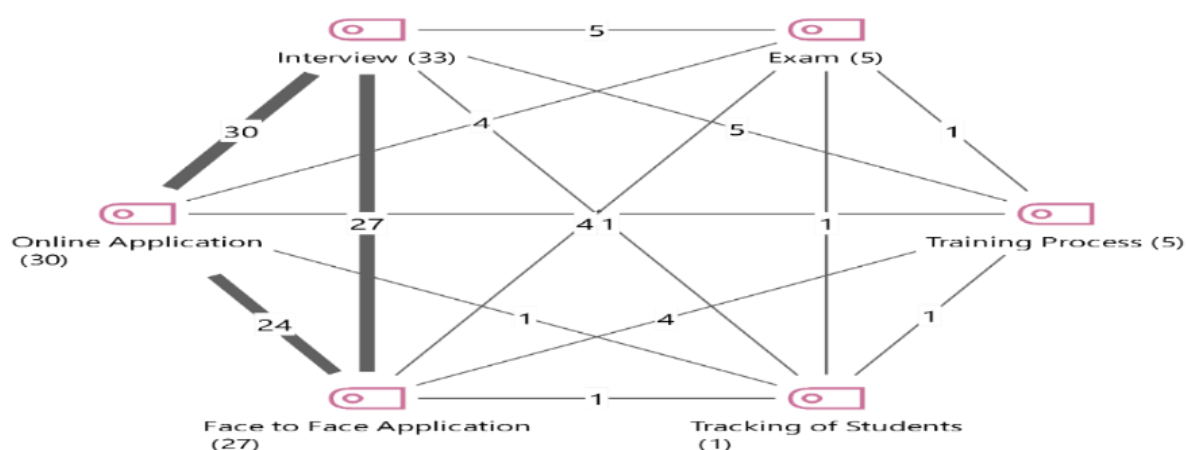 5
Interview (33)
Exam (5)
30
4
5
1
27
4 1
1
Online Application
(30)
Training Process (5)
24
1
4
1
1
Face to Face Application
(27)
Tracking of Students
(1)